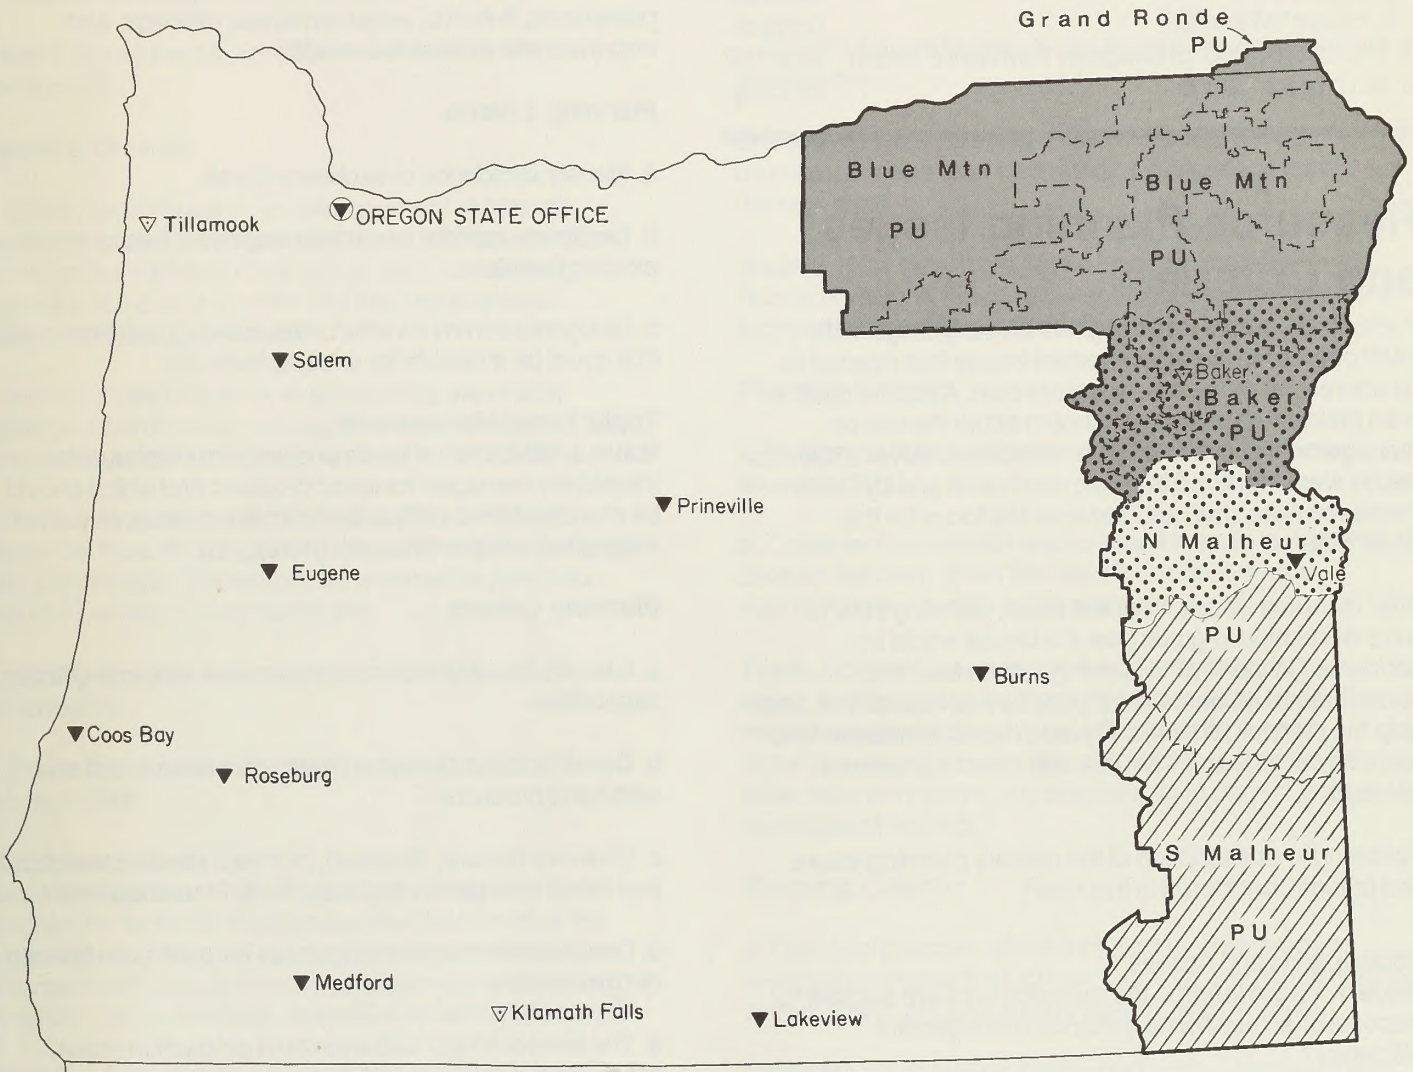 Grand Ronde
PU
Blue Mtn
PU
Blue Mtn
PU
Tillamook
OREGON STATE OFFICE
Salem
Baker
Baker
PU
Prineville
N Malheur
Vale
PU
Eugene
Burns
Coos Bay
Roseburg
S Malheur
PU
Medford
Klamath Falls
Lakeview